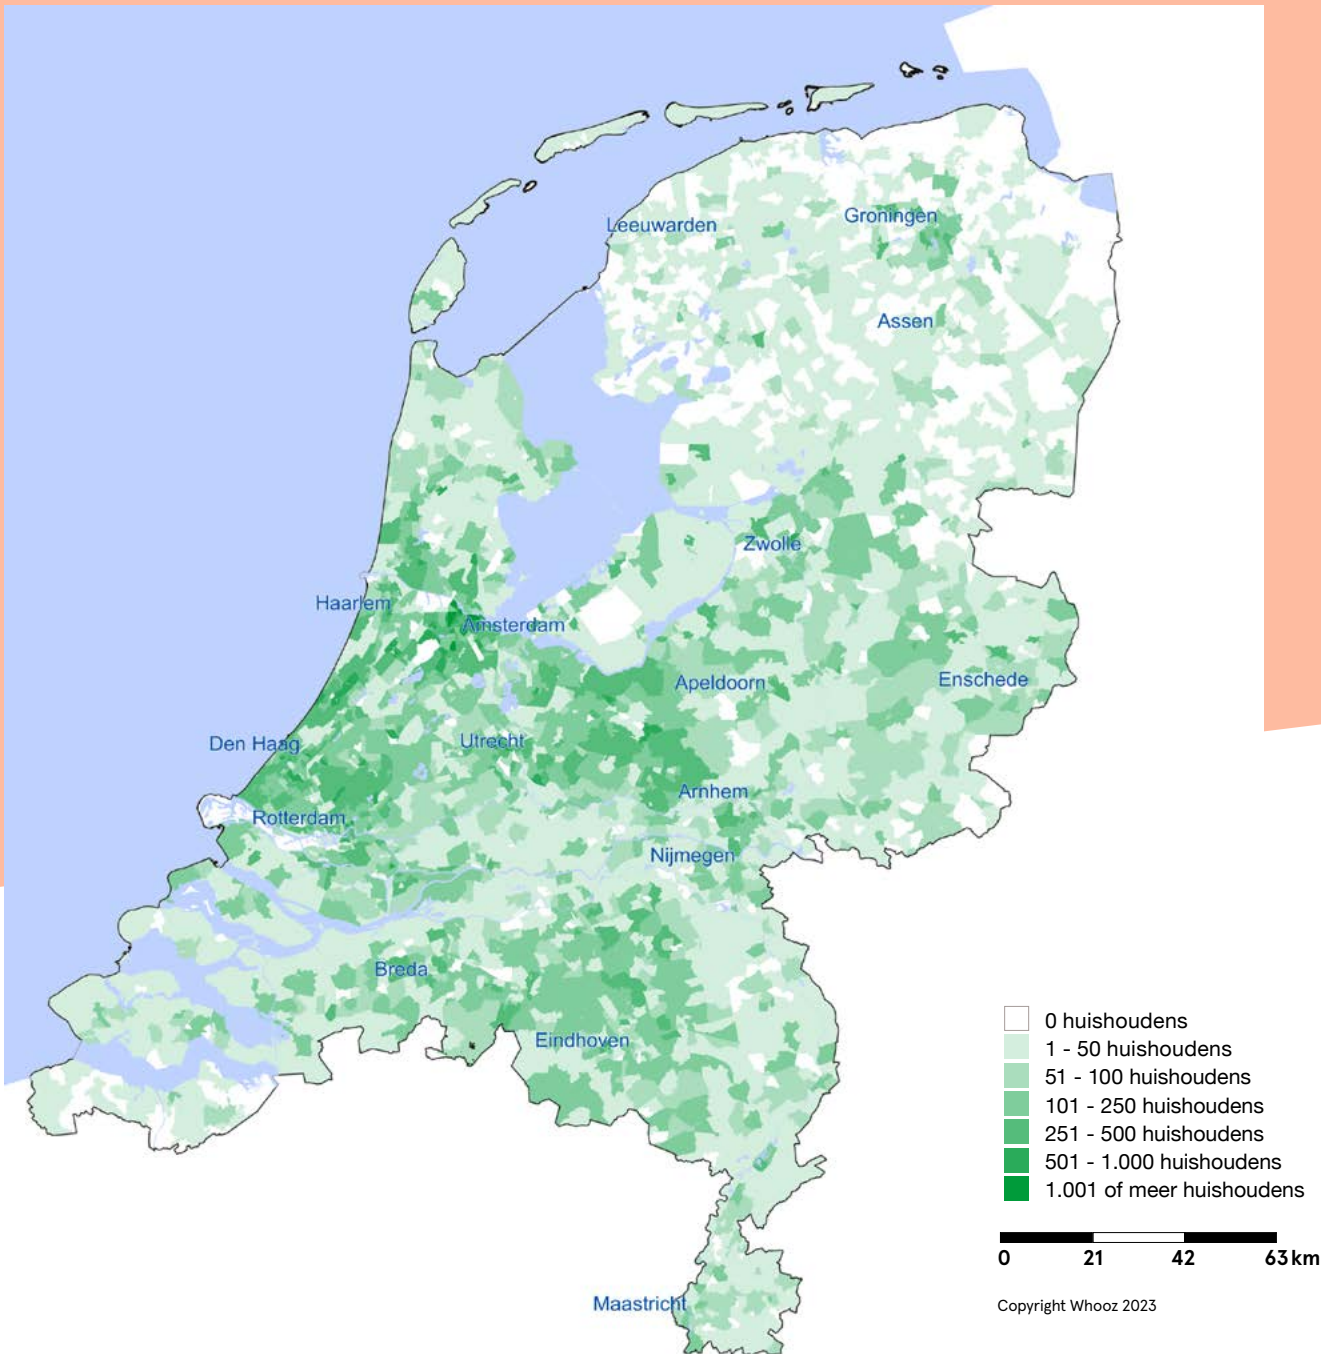 Leeuwarden
Groningen
Assen
Zwolle
Haarlem
Amsterdam
Apeldoorn
Enschede
Den Haag
Utrecht
Arnhem
Rotterdam
Nijmegen
Breda
Eindhoven
Maastricht
0 huishoudens
1 - 50 huishoudens
51 - 100 huishoudens
101 - 250 huishoudens
251 - 500 huishoudens
501 - 1.000 huishoudens
1.001 of meer huishoudens
0 21 42 63 km
Copyright Whooz 2023